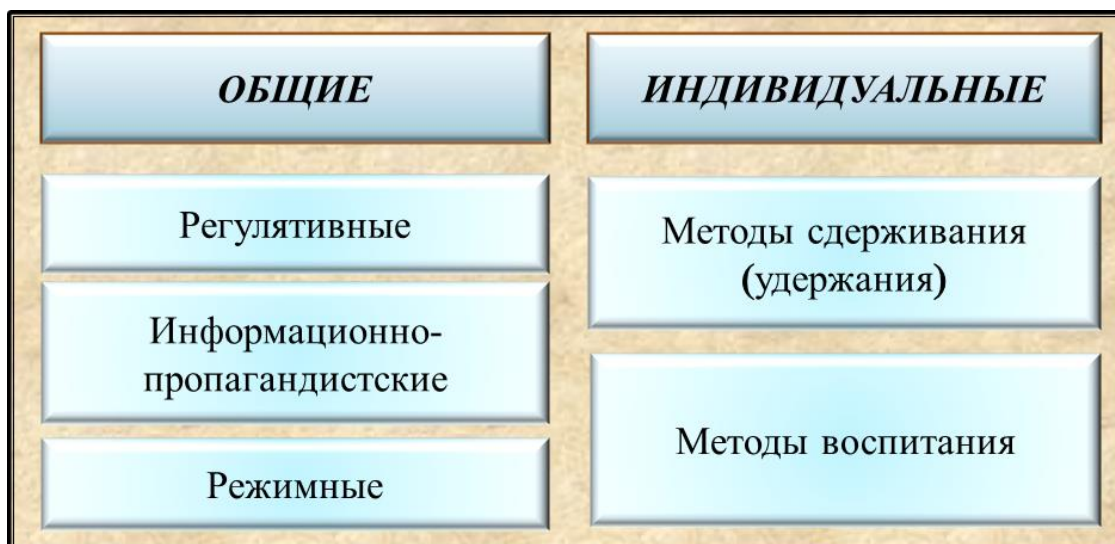 ОБЩИЕ
Регулятивные
Информационно-
пропагандистские
Режимные
ИНДИВИДУАЛЬНЫЕ
Методы сдерживания
(удержания)
Методы воспитания